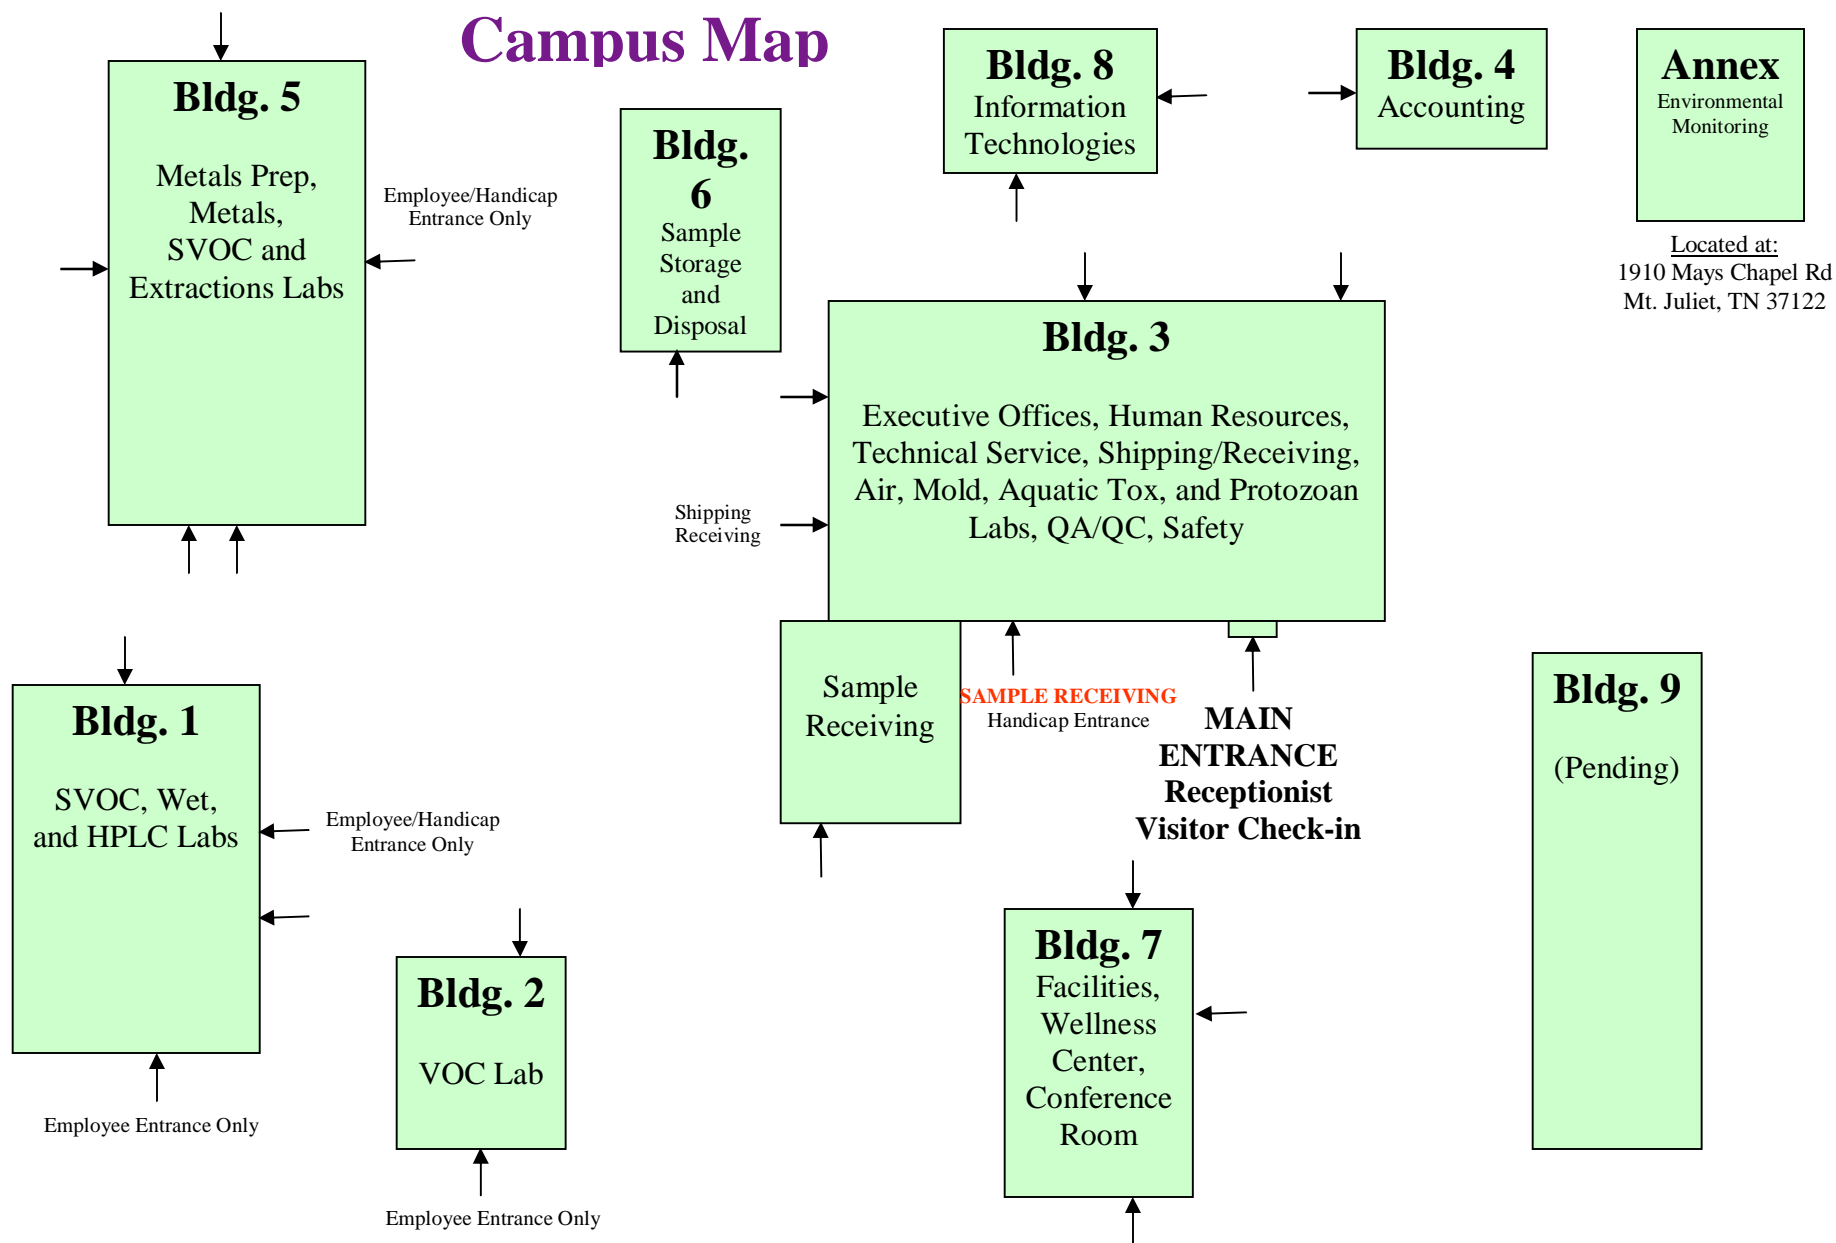 Campus Map
Bldg. 5
Metals Prep,
Metals,
SVOC and
Extractions Labs
Employee/Handicap
Entrance Only
Bldg.
6
Sample
Storage
and
Disposal
Bldg. 8
Information
Technologies
Bldg. 4
Accounting
Annex
Environmental
Monitoring
Located at:
1910 Mays Chapel Rd
Mt. Juliet, TN 37122
Bldg. 3
Executive Offices, Human Resources,
Technical Service, Shipping/Receiving,
Air, Mold, Aquatic Tox, and Protozoan
Labs, QA/QC, Safety
Shipping
Receiving
Sample
Receiving
SAMPLE RECEIVING
Handicap Entrance
MAIN
ENTRANCE
Receptionist
Visitor Check-in
Bldg. 9
(Pending)
Bldg. 1
SVOC, Wet,
and HPLC Labs
Employee/Handicap
Entrance Only
Employee Entrance Only
Bldg. 2
VOC Lab
Employee Entrance Only
Bldg. 7
Facilities,
Wellness
Center,
Conference
Room